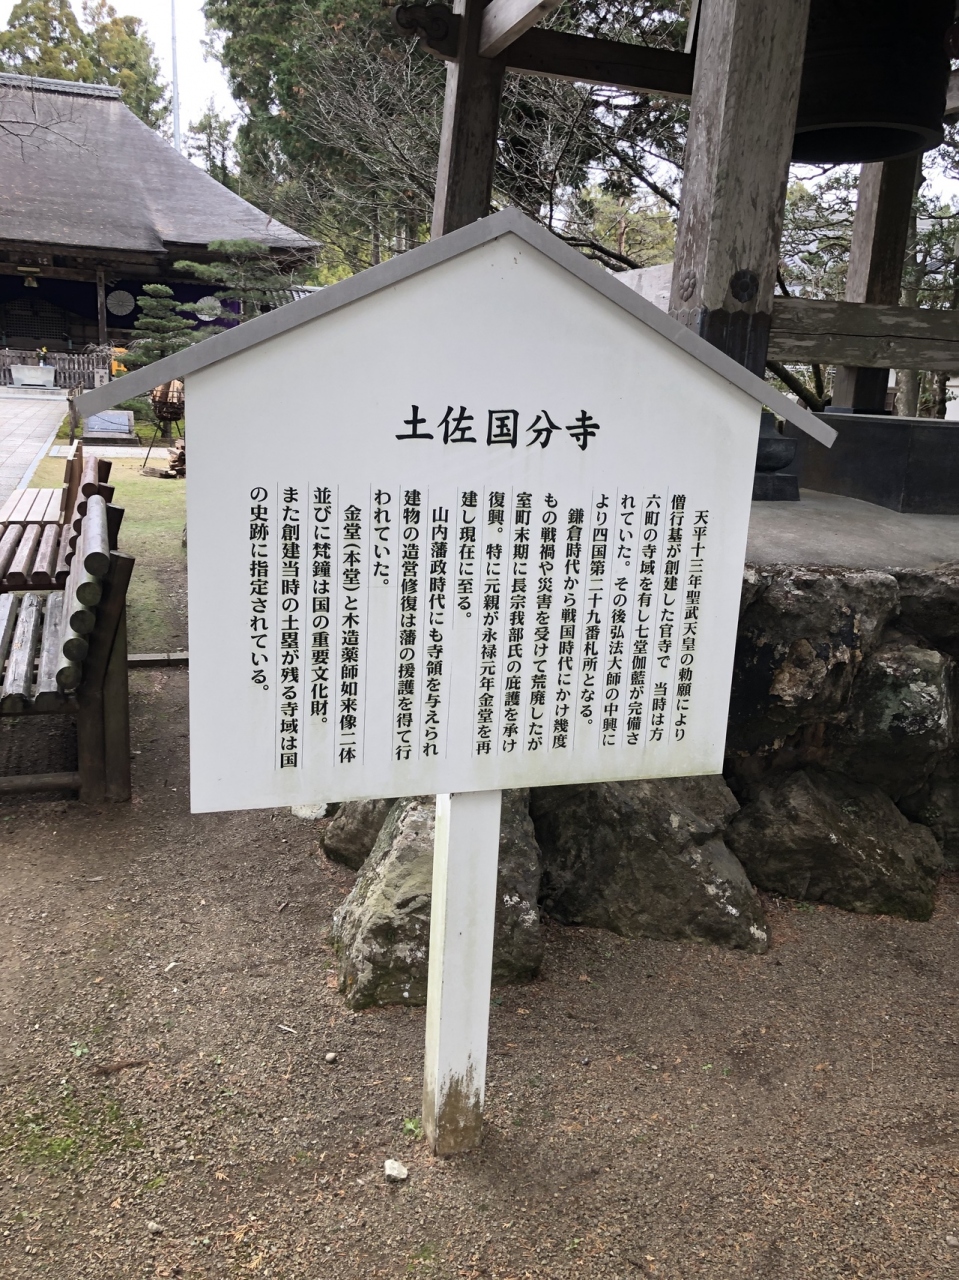 土佐国分寺
天平十三年聖武天皇の勅願により
僧行基が創建した官寺で　当時は方
六町の寺域を有し七堂伽藍が完備さ
れていた。その後弘法大師の中興に
より四国第二十九番札所となる。
鎌倉時代から戦国時代にかけ幾度
もの戦禍や災害を受けて荒廃したが
室町末期に長宗我部氏の庇護を承け
復興。特に元親が永禄元年金堂を再
建し現在に至る。
山内藩政時代にも寺領を与えられ
建物の造営修復は藩の援護を得て行
われていた。
金堂（本堂）と木造薬師如来像二体
並びに梵鐘は国の重要文化財。
また創建当時の土塁が残る寺域は国
の史跡に指定されている。